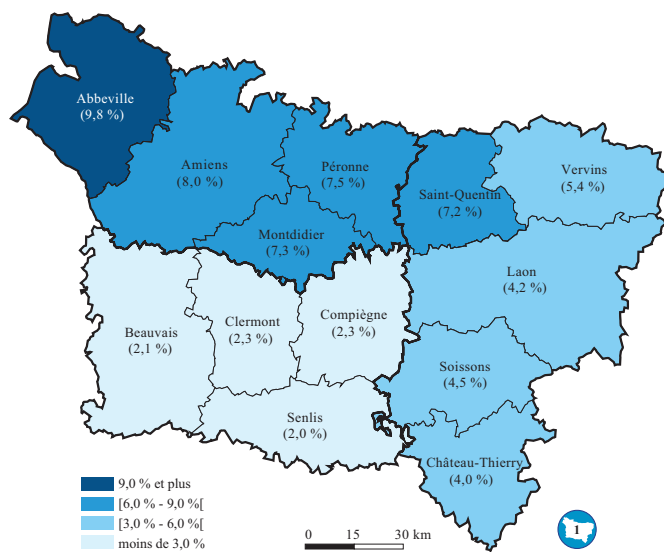 Abbeville
(9,8 %)
Amiens
(8,0 %)
Péronne
(7,5 %)
Saint-Quentin
(7,2 %)
Vervins
(5,4 %)
Montdidier
(7,3 %)
Laon
(4,2 %)
Beauvais
(2,1 %)
Clermont
(2,3 %)
Compiègne
(2,3 %)
Soissons
(4,5 %)
Senlis
(2,0 %)
Château-Thierry
(4,0 %)
9,0 % et plus
[6,0 % - 9,0 %[
[3,0 % - 6,0 %[
moins de 3,0 %
0 15 30 km
1